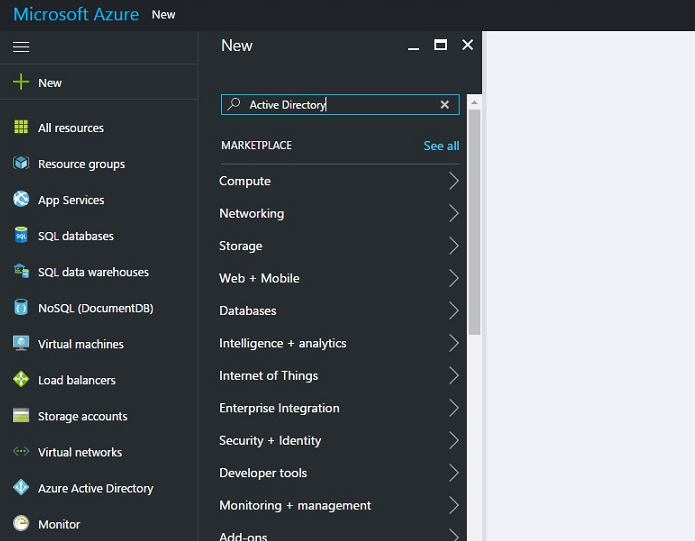 Microsoft Azure New
New
New
Active Directory
All resources
MARKETPLACE See all
Resource groups
Compute
App Services
Networking
SQL databases
Storage
SQL data warehouses
Web + Mobile
NoSQL (DocumentDB)
Databases
Virtual machines
Intelligence + analytics
Load balancers
Internet of Things
Storage accounts
Enterprise Integration
Virtual networks
Security + Identity
Azure Active Directory
Developer tools
Monitor
Monitoring + management
Add-ons